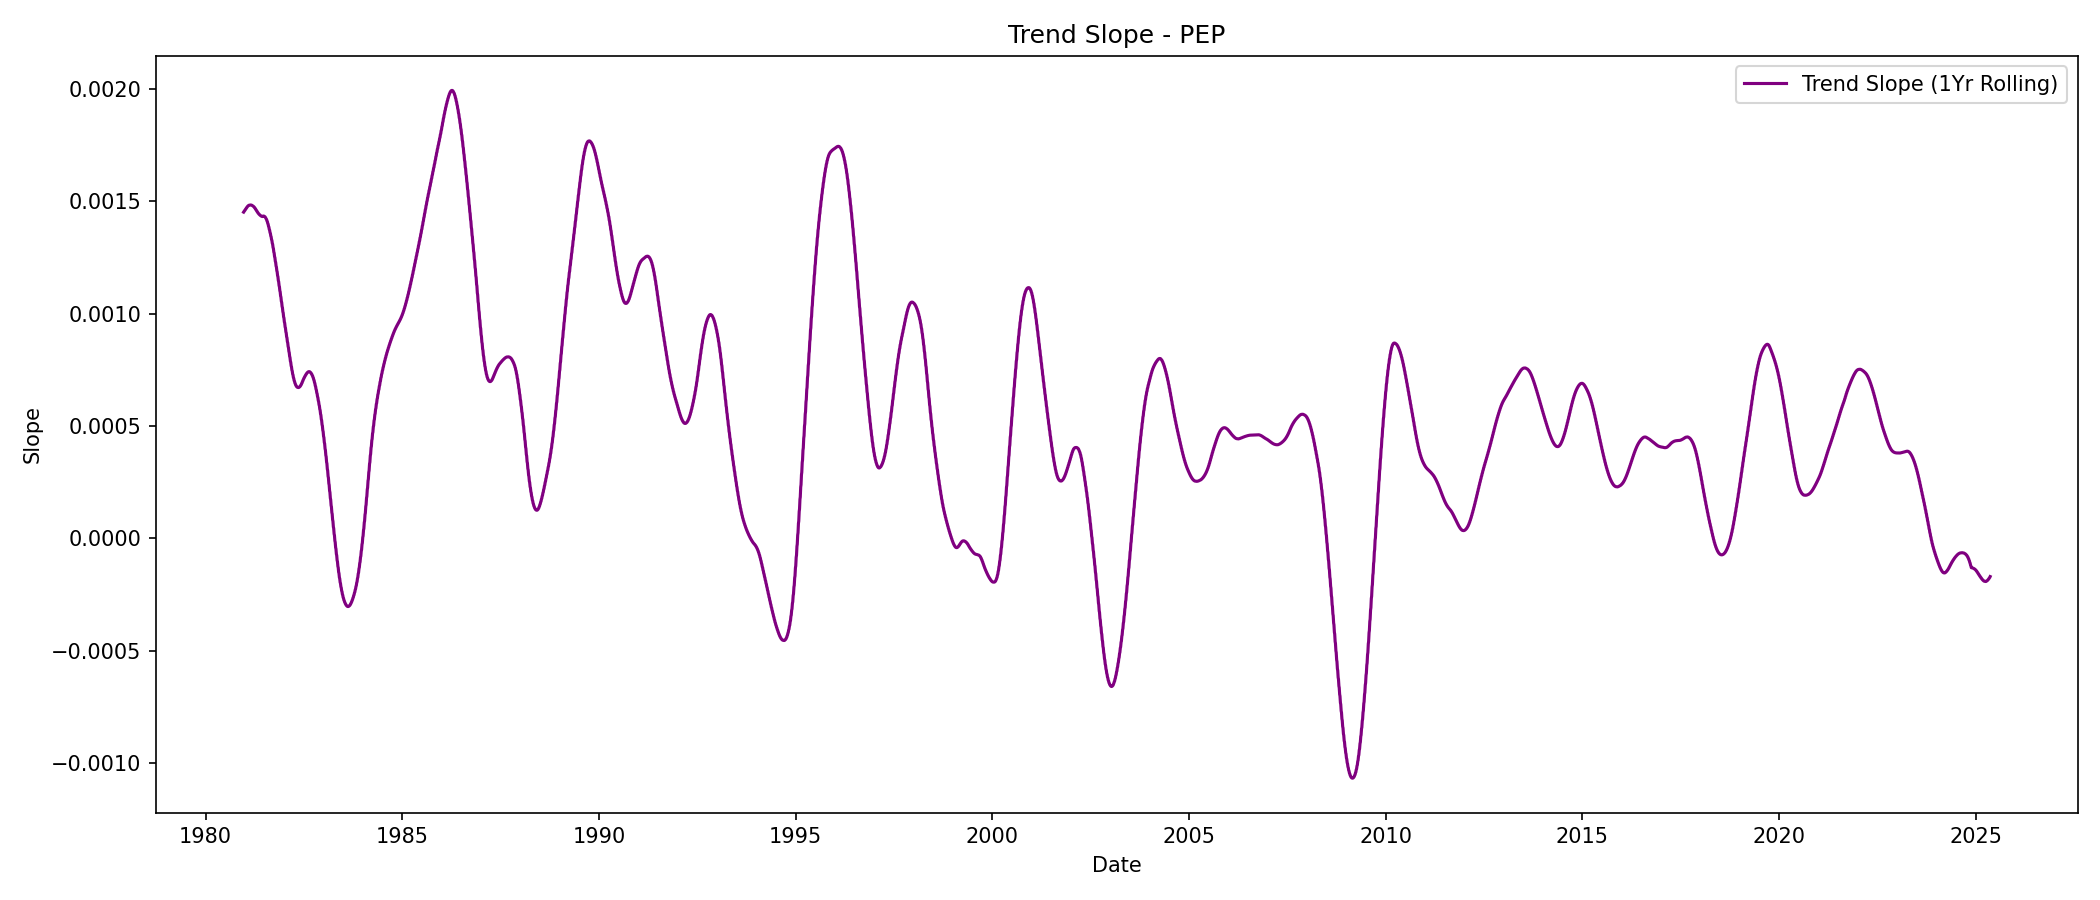 Trend Slope - PEP
Trend Slope (1Yr Rolling)
Slope
0.0020
0.0015
0.0010
0.0005
0.0000
−0.0005
−0.0010
1980 1985 1990 1995 2000 2005 2010 2015 2020 2025
Date